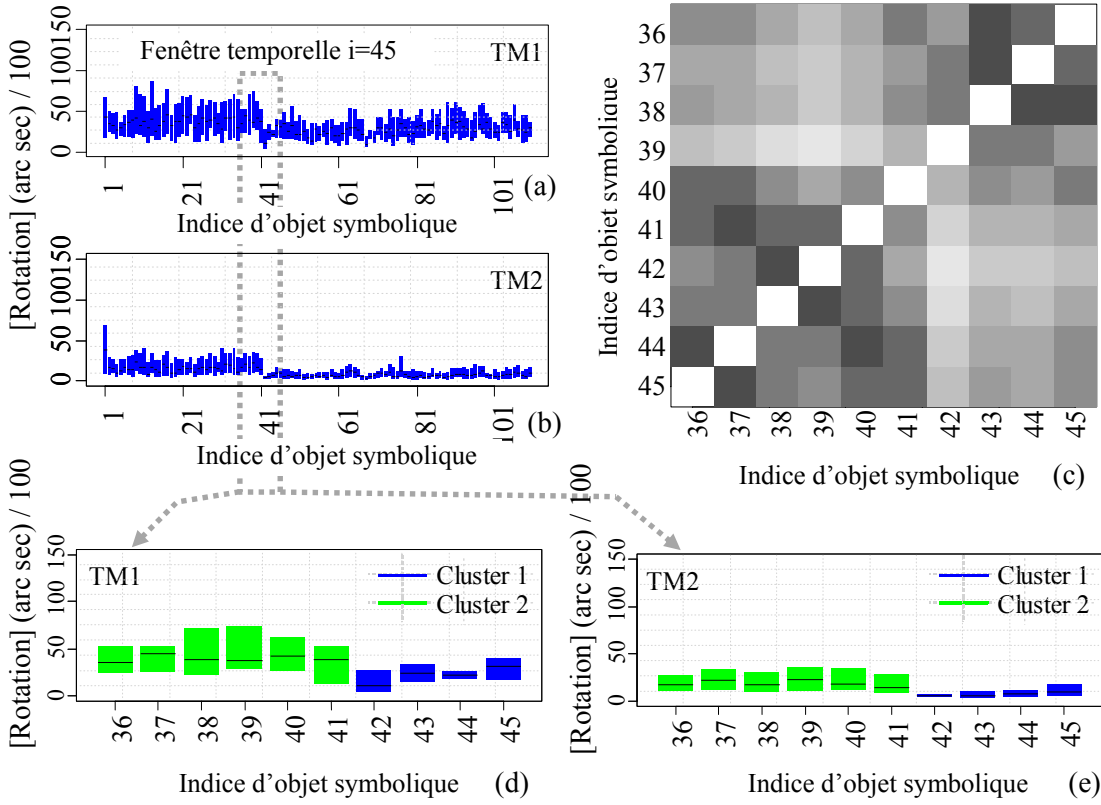 [Rotation] (arc sec) / 100
150
100
50
0
Fenêtre temporelle i=45
TM1
1
21
41
61
81
101
(a)
Indice d'objet symbolique
150
100
50
0
TM2
1
21
41
61
81
101
(b)
Indice d'objet symbolique
Indice d'objet symbolique
36
37
38
39
40
41
42
43
44
45
36
37
38
39
40
41
42
43
44
45
Indice d'objet symbolique
(c)
[Rotation] (arc sec) / 100
150
100
50
0
TM1
Cluster 1
Cluster 2
36
37
38
39
40
41
42
43
44
45
Indice d'objet symbolique
(d)
[Rotation] (arc sec) / 100
150
100
50
0
TM2
Cluster 1
Cluster 2
36
37
38
39
40
41
42
43
44
45
Indice d'objet symbolique
(e)